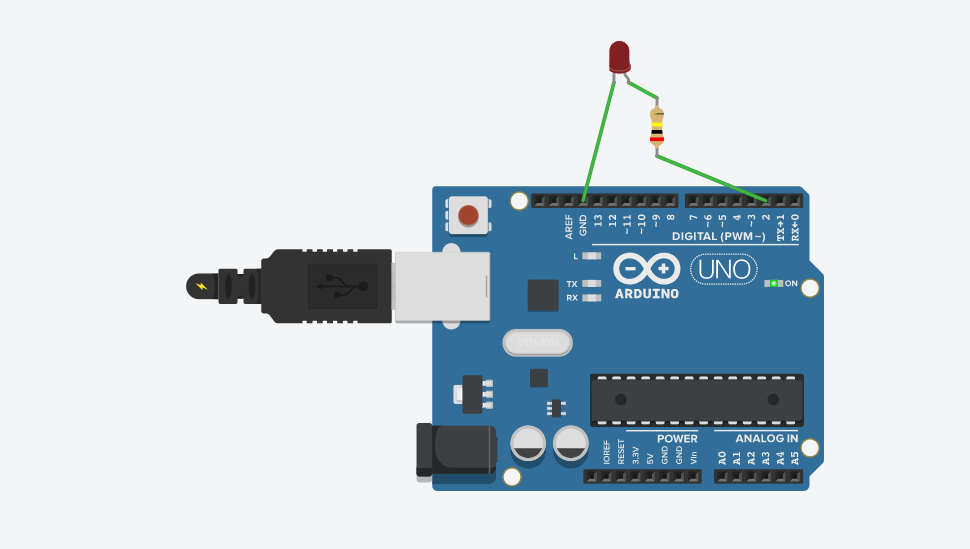 AREF
GND
13
12
~11
~10
~9
8
7
~6
~5
4
~3
2
TX→1
RX←0
DIGITAL (PWM~)
L
TX
RX
ARDUINO
UNO
ON
POWER
ANALOG IN
IOREF
RESET
3.3V
5V
GND
GND
Vin
A0
A1
A2
A3
A4
A5